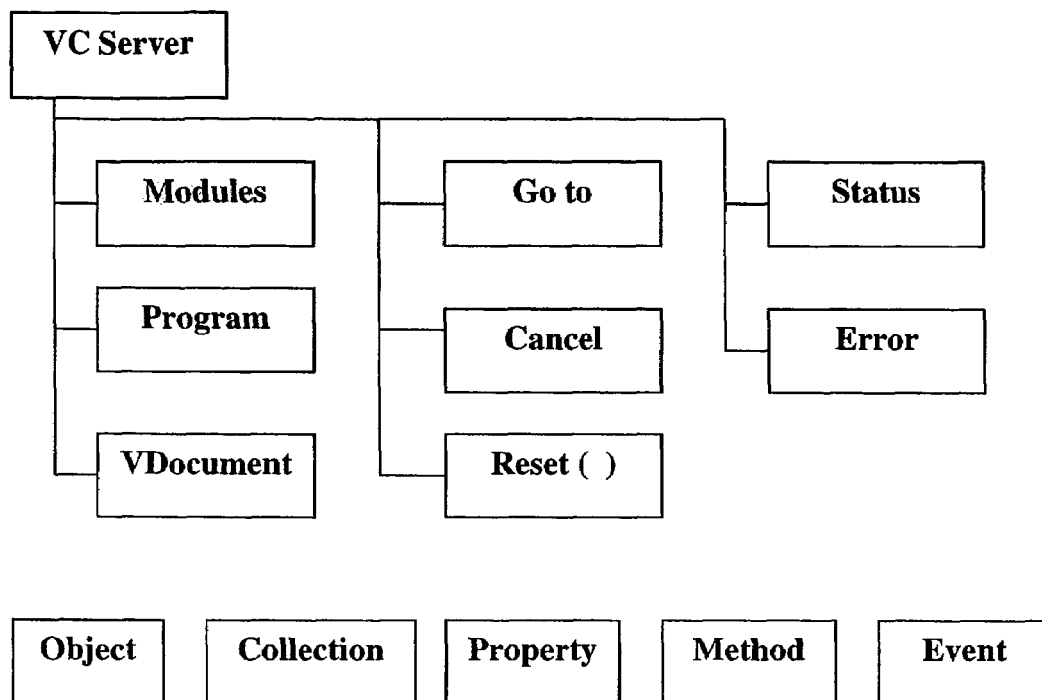 VC Server
Modules
Go to
Status
Program
Cancel
Error
VDocument
Reset ( )
Object
Collection
Property
Method
Event